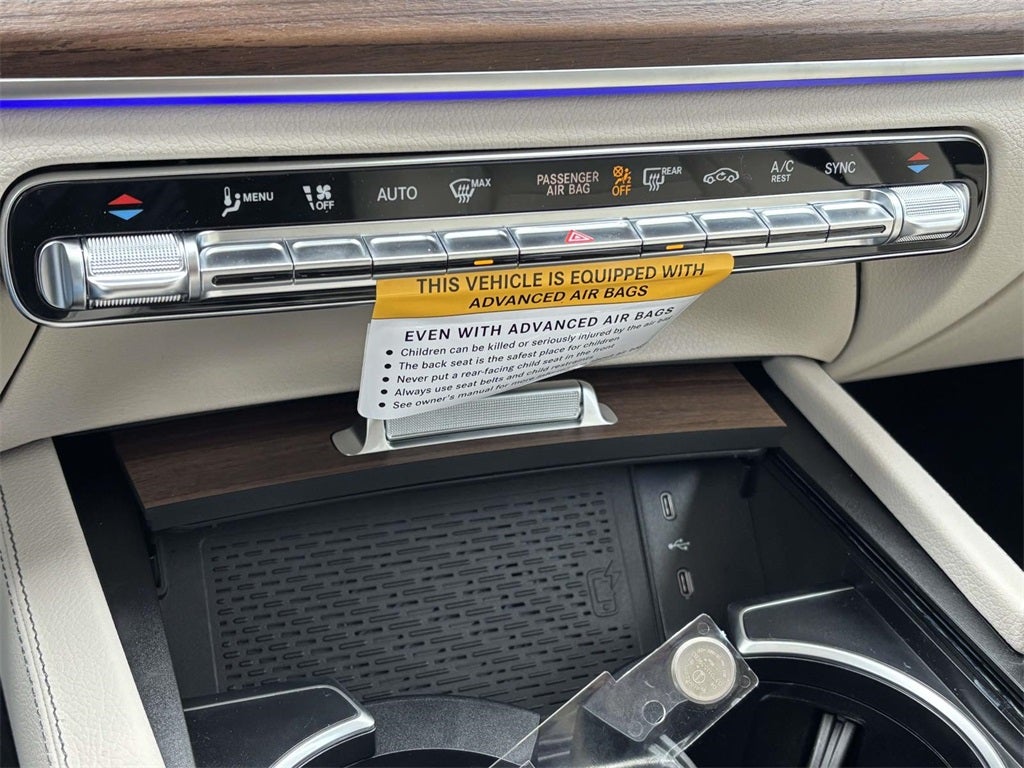 MENU
OFF
AUTO
MAX
PASSENGER
AIR BAG
OFF
REAR
A/C
REST
SYNC
THIS VEHICLE IS EQUIPPED WITH
ADVANCED AIR BAGS
EVEN WITH ADVANCED AIR BAGS
• Children can be killed or seriously injured by the air bag
• The back seat is the safest place for children
• Never put a rear-facing child seat in the front
• Always use seat belts and child restraints
• See owner's manual for more